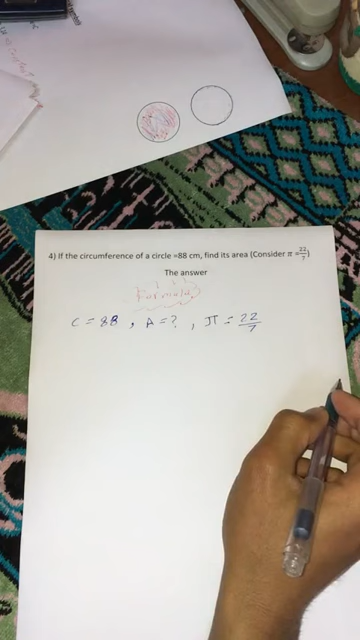 4) If the circumference of a circle =88 cm, find its area (Consider π =22/7)
The answer
Formula
C = 88 , A = ? , π = 22/7